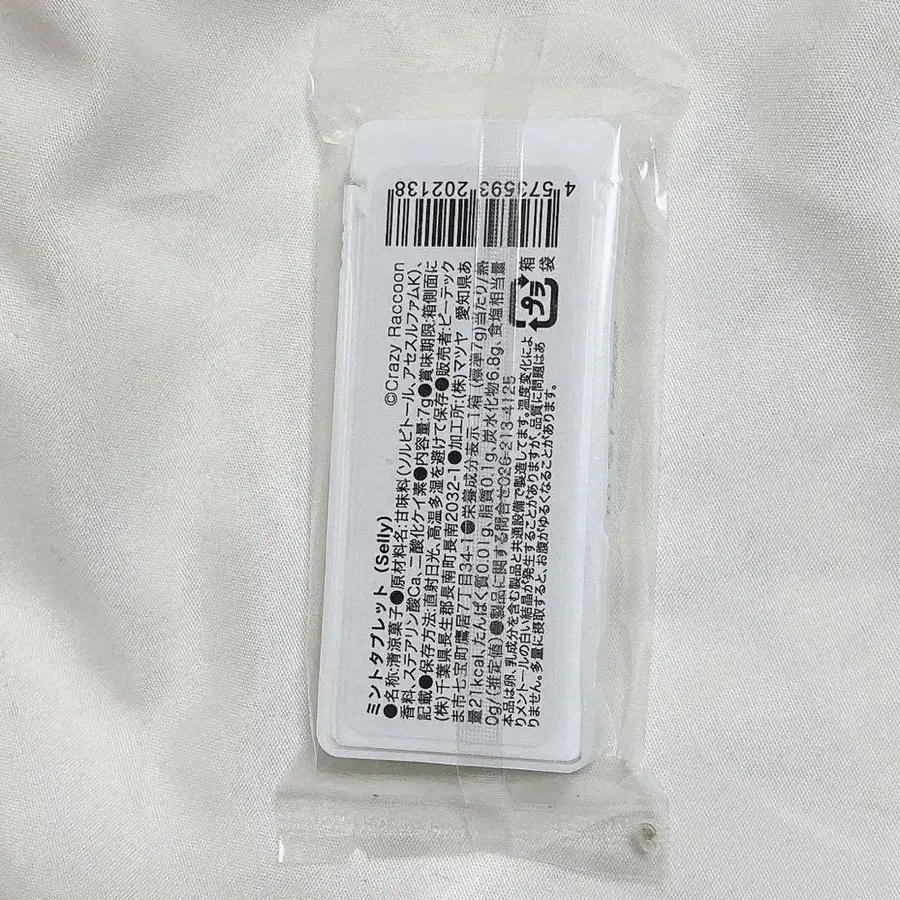 ミントタブレット（Selly）
©Crazy Raccoon
●名称:清涼菓子●原材料名:甘味料(ソルビトール、アセスルファムK)、
香料、ステアリン酸Ca、二酸化ケイ素●内容量:7g●賞味期限:箱側面に
記載●保存方法:直射日光、高温多湿を避けて保存●販売者:ピーテック
(株)千葉県長生郡長南町長南2032-1●加工所:(株)マツヤ 愛知県あ
ま市七宝町鷹居7丁目34-1●栄養成分表示 1箱 (標準7g)当たり/熱
量21kcal、たんぱく質0.01g、脂質0.1g、炭水化物6.8g、食塩相当量
0g/(推定値)●製品に関する問合せ026-213-4125
本品は卵、乳成分を含む製品と共通設備で製造してます。温度変化によ
りメントールの白い結晶が発生することがありますが、品質に問題はあ
りません。多量に摂取すると、お腹がゆるくなることがあります。
プラ
箱
袋
4 573593 202138